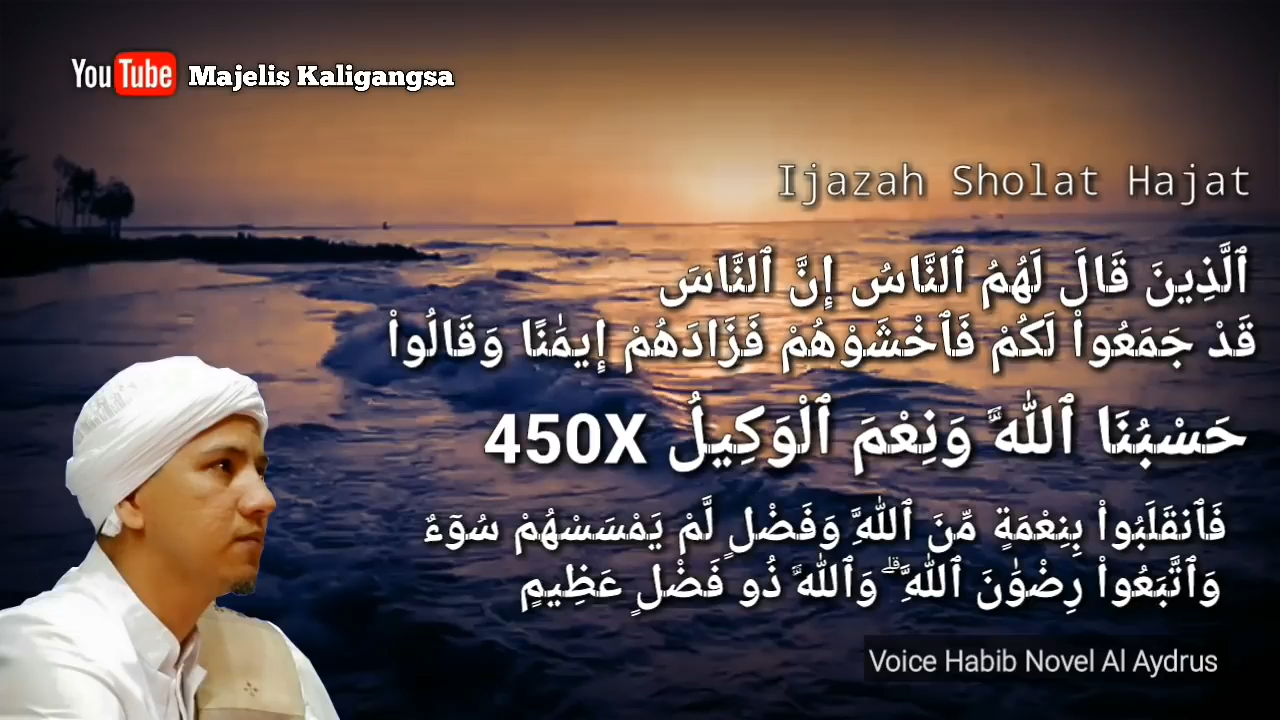 YouTube Majelis Kaligangsa
Ijazah Sholat Hajat
ٱلَّذِينَ قَالَ لَهُمُ ٱلنَّاسُ إِنَّ ٱلنَّاسَ
قَدْ جَمَعُوا۟ لَكُمْ فَٱخْشَوْهُمْ فَزَادَهُمْ إِيمَٰنًا وَقَالُوا۟
حَسْبُنَا ٱللَّهُ وَنِعْمَ ٱلْوَكِيلُ 450X
فَٱنقَلَبُوا۟ بِنِعْمَةٍ مِّنَ ٱللَّهِ وَفَضْلٍ لَّمْ يَمْسَسْهُمْ سُوٓءٌ
وَٱتَّبَعُوا۟ رِضْوَٰنَ ٱللَّهِ ۗ وَٱللَّهُ ذُو فَضْلٍ عَظِيمٍ
Voice Habib Novel Al Aydrus